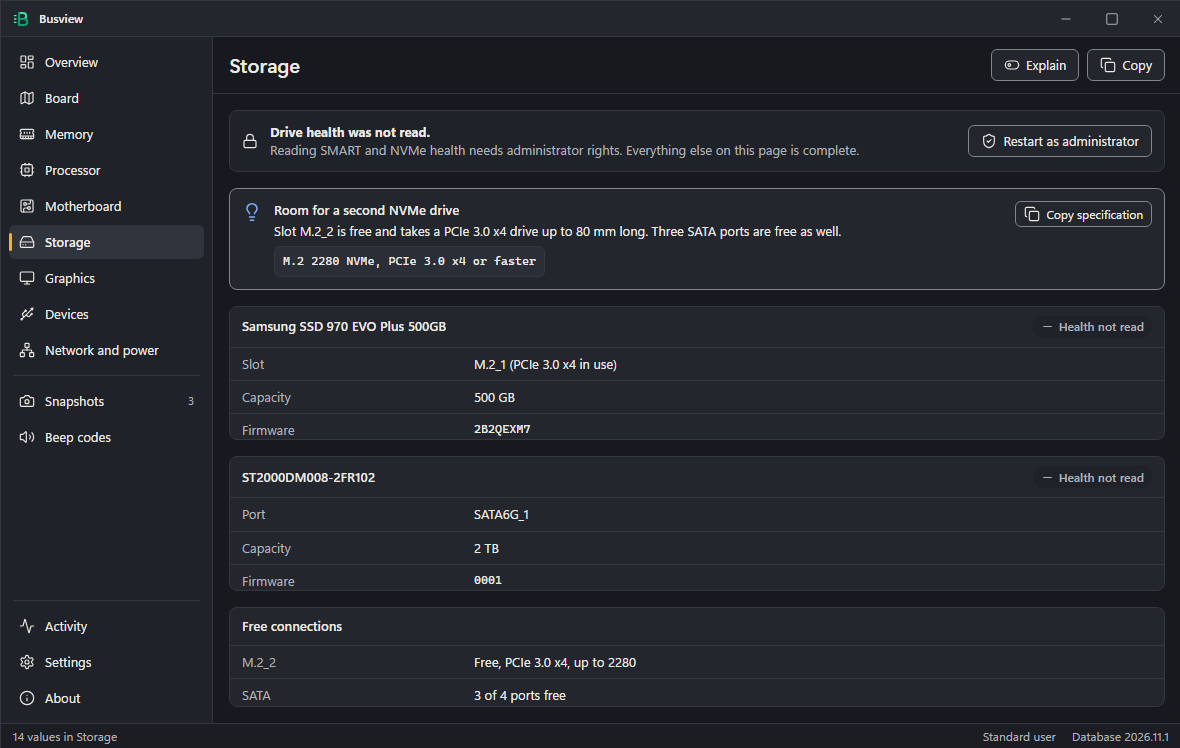 Busview
Overview
Board
Memory
Processor
Motherboard
Storage
Graphics
Devices
Network and power
Snapshots 3
Beep codes
Activity
Settings
About
Storage
Explain
Copy
Drive health was not read.
Reading SMART and NVMe health needs administrator rights. Everything else on this page is complete.
Restart as administrator
Room for a second NVMe drive
Slot M.2_2 is free and takes a PCIe 3.0 x4 drive up to 80 mm long. Three SATA ports are free as well.
M.2 2280 NVMe, PCIe 3.0 x4 or faster
Copy specification
Samsung SSD 970 EVO Plus 500GB
Health not read
Slot M.2_1 (PCIe 3.0 x4 in use)
Capacity 500 GB
Firmware 2B2QEXM7
ST2000DM008-2FR102
Health not read
Port SATA6G_1
Capacity 2 TB
Firmware 0001
Free connections
M.2_2 Free, PCIe 3.0 x4, up to 2280
SATA 3 of 4 ports free
14 values in Storage
Standard user
Database 2026.11.1